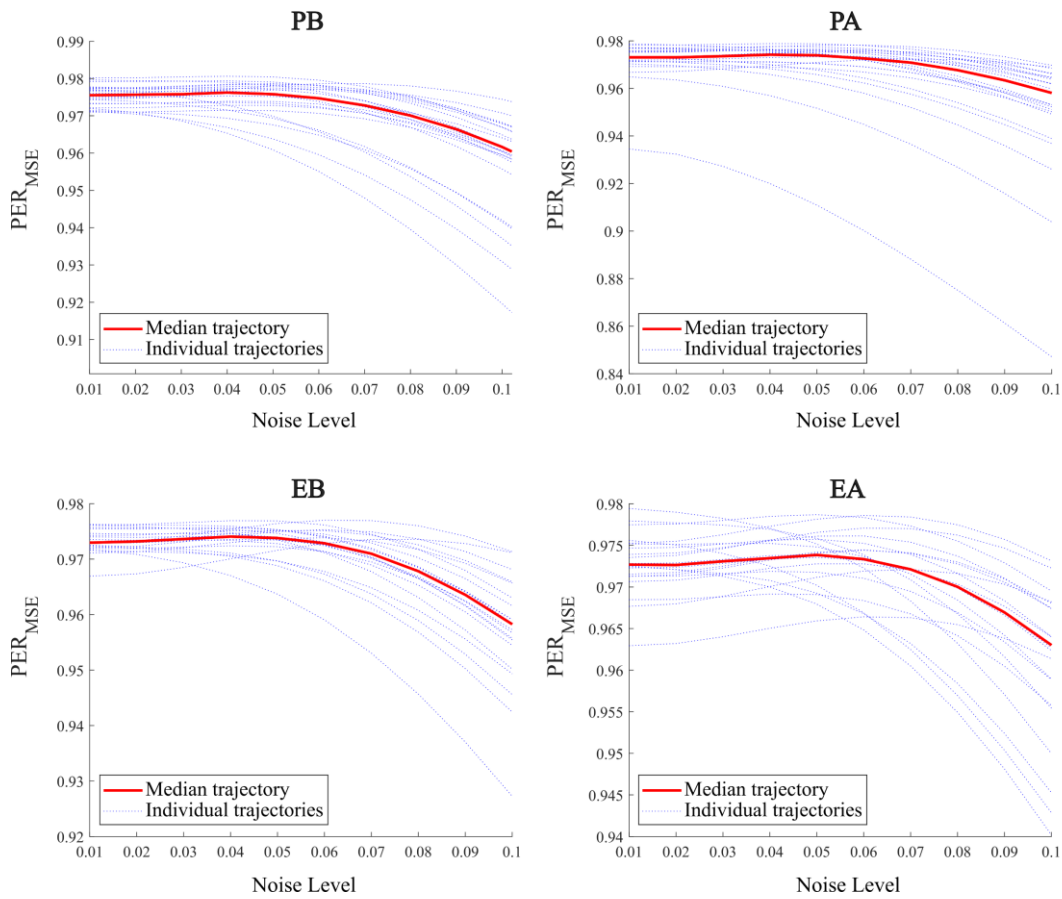 PB
0.99
0.98
0.97
0.96
0.95
0.94
0.93
0.92
0.91
PER_MSE
Median trajectory
Individual trajectories
0.01 0.02 0.03 0.04 0.05 0.06 0.07 0.08 0.09 0.1
Noise Level
PA
0.98
0.96
0.94
0.92
0.9
0.88
0.86
0.84
PER_MSE
Median trajectory
Individual trajectories
0.01 0.02 0.03 0.04 0.05 0.06 0.07 0.08 0.09 0.1
Noise Level
EB
0.98
0.97
0.96
0.95
0.94
0.93
0.92
PER_MSE
Median trajectory
Individual trajectories
0.01 0.02 0.03 0.04 0.05 0.06 0.07 0.08 0.09 0.1
Noise Level
EA
0.98
0.975
0.97
0.965
0.96
0.955
0.95
0.945
0.94
PER_MSE
Median trajectory
Individual trajectories
0.01 0.02 0.03 0.04 0.05 0.06 0.07 0.08 0.09 0.1
Noise Level